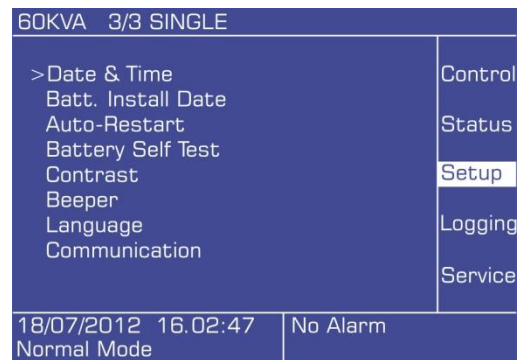 60KVA 3/3 SINGLE
>Date & Time
Batt. Install Date
Auto-Restart
Battery Self Test
Contrast
Beeper
Language
Communication
Control
Status
Setup
Logging
Service
18/07/2012 16.02:47
Normal Mode
No Alarm